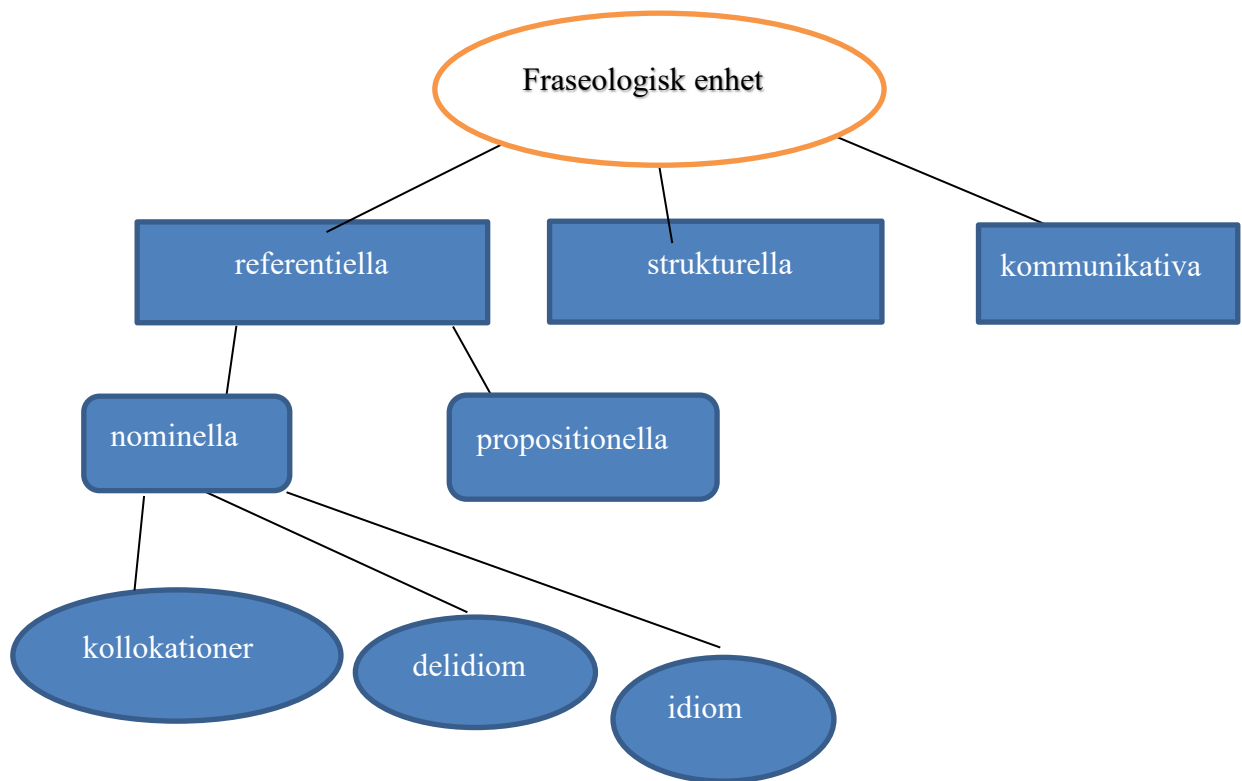 Fraseologisk enhet
referentiella
strukturella
kommunikativa
nominella
propositionella
kollokationer
delidiom
idiom